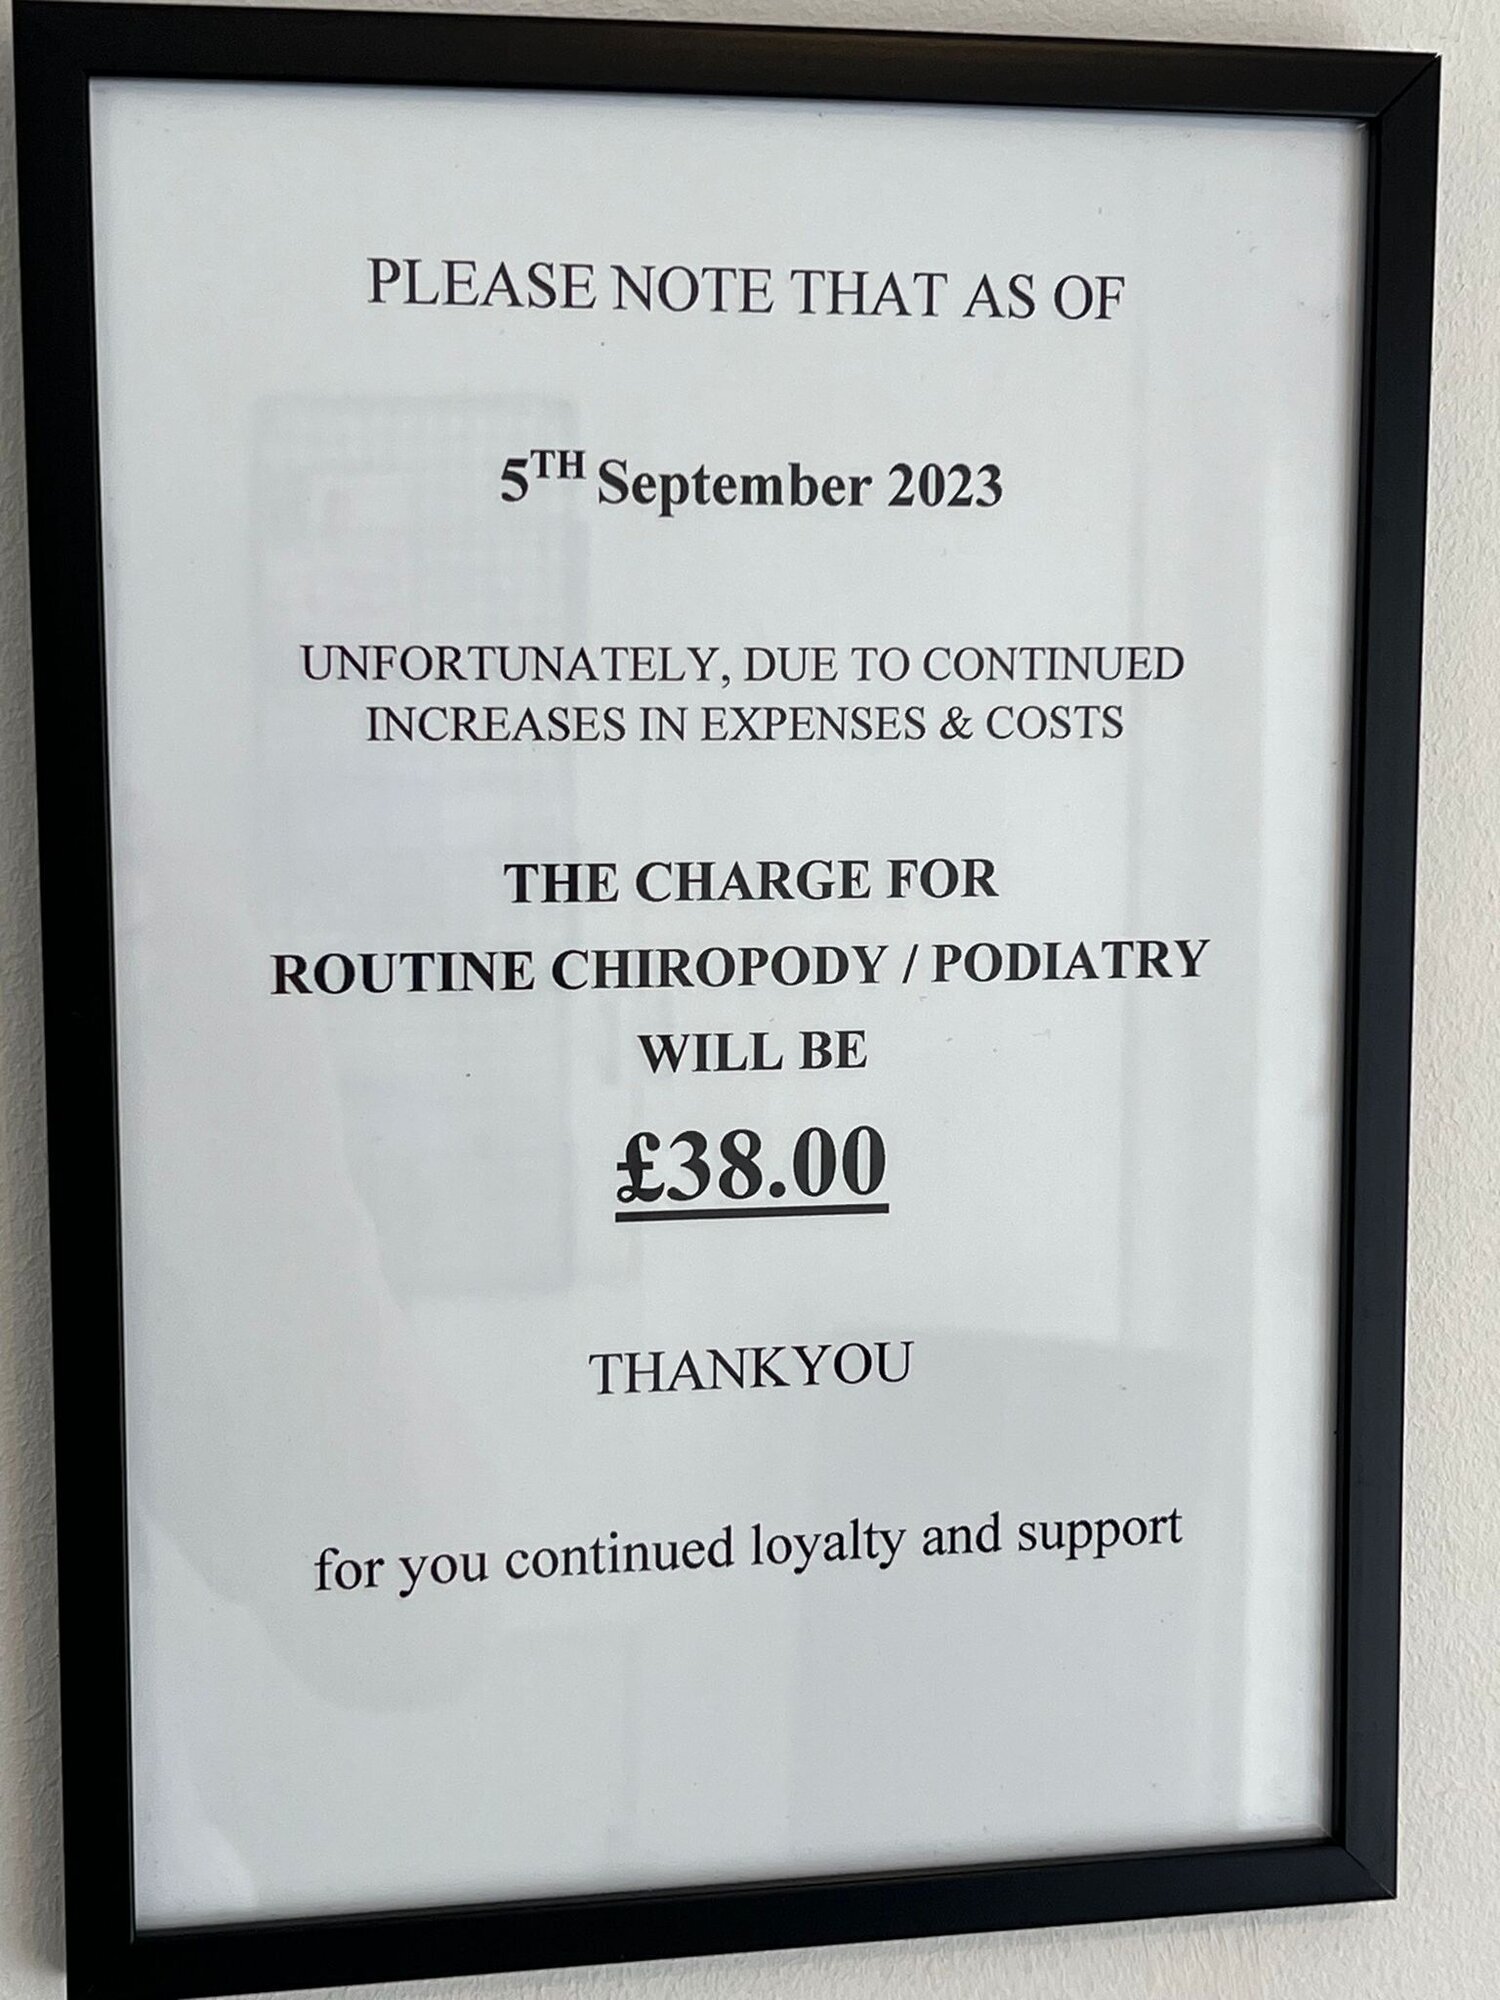 PLEASE NOTE THAT AS OF
5TH September 2023
UNFORTUNATELY, DUE TO CONTINUED
INCREASES IN EXPENSES & COSTS
THE CHARGE FOR
ROUTINE CHIROPODY / PODIATRY
WILL BE
£38.00
THANKYOU
for you continued loyalty and support